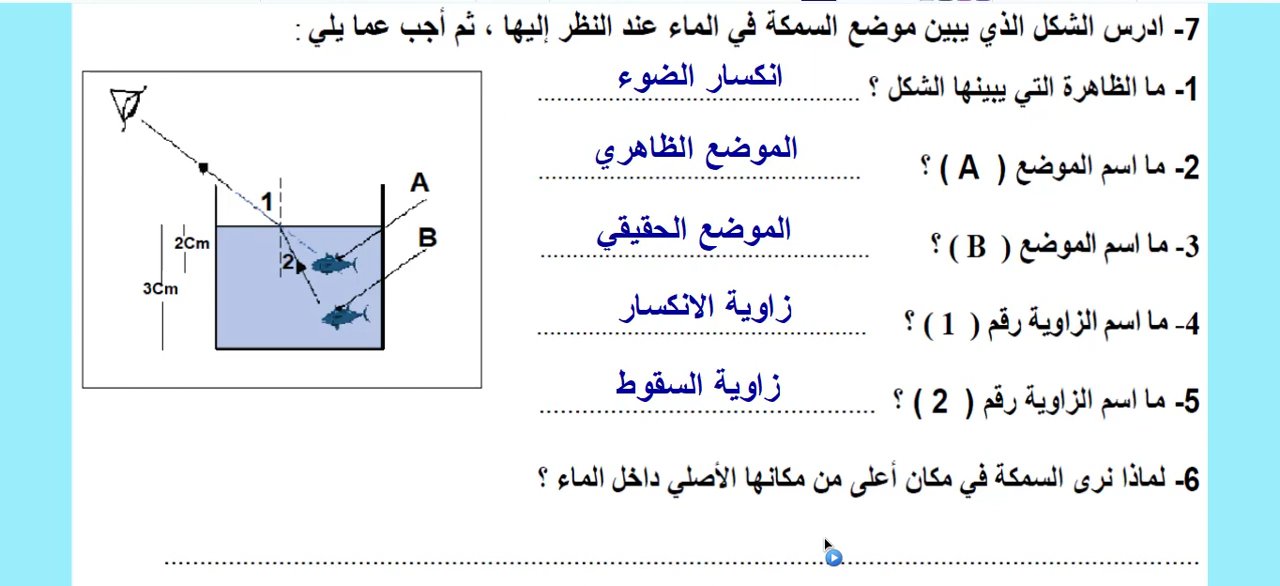 7- ادرس الشكل الذي يبين موضع السمكة في الماء عند النظر إليها ، ثم أجب عما يلي :
1- ما الظاهرة التي يبينها الشكل ؟ انكسار الضوء
2- ما اسم الموضع ( A ) ؟ الموضع الظاهري
3- ما اسم الموضع ( B ) ؟ الموضع الحقيقي
4- ما اسم الزاوية رقم ( 1 ) ؟ زاوية الانكسار
5- ما اسم الزاوية رقم ( 2 ) ؟ زاوية السقوط
6- لماذا نرى السمكة في مكان أعلى من مكانها الأصلي داخل الماء ؟
A
1
B
2Cm
2
3Cm